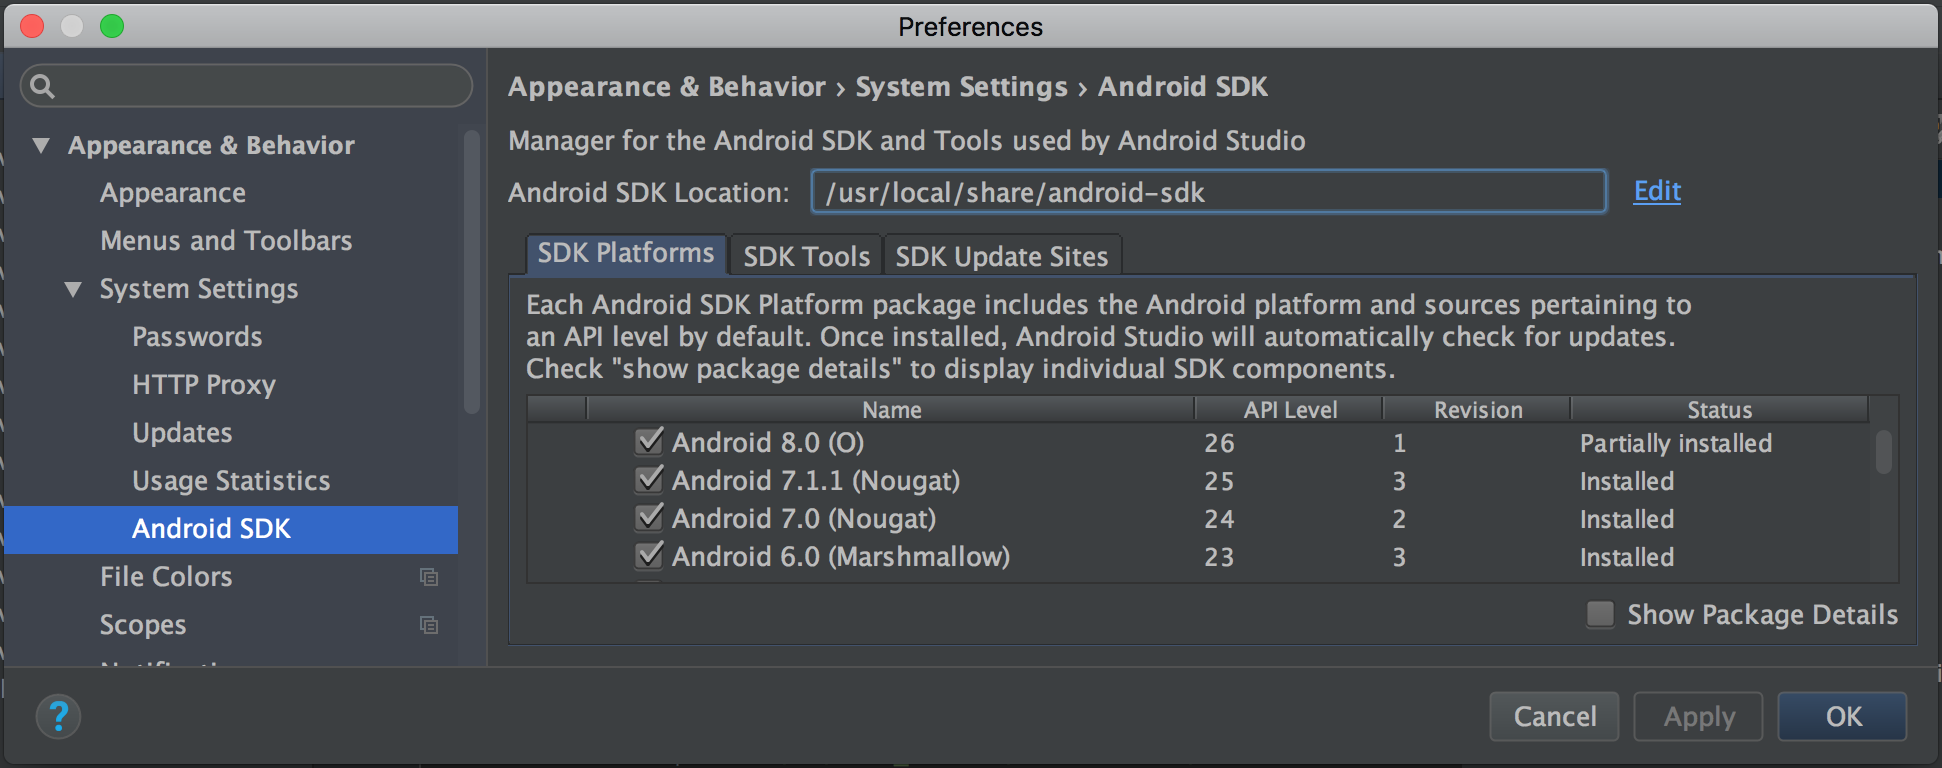 Preferences
Appearance & Behavior
Appearance
Menus and Toolbars
System Settings
Passwords
HTTP Proxy
Updates
Usage Statistics
Android SDK
File Colors
Scopes
Appearance & Behavior › System Settings › Android SDK
Manager for the Android SDK and Tools used by Android Studio
Android SDK Location: /usr/local/share/android-sdk Edit
SDK Platforms SDK Tools SDK Update Sites
Each Android SDK Platform package includes the Android platform and sources pertaining to
an API level by default. Once installed, Android Studio will automatically check for updates.
Check "show package details" to display individual SDK components.
Name API Level Revision Status
Android 8.0 (O) 26 1 Partially installed
Android 7.1.1 (Nougat) 25 3 Installed
Android 7.0 (Nougat) 24 2 Installed
Android 6.0 (Marshmallow) 23 3 Installed
Show Package Details
? Cancel Apply OK